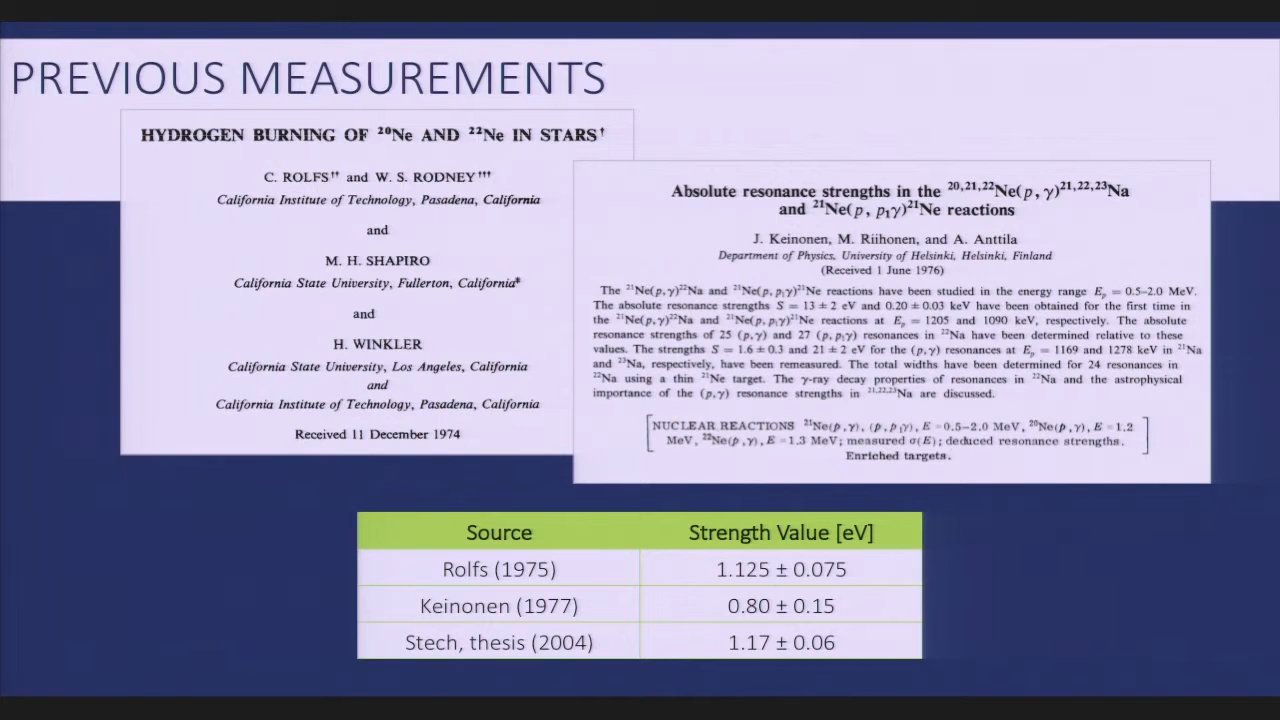 PREVIOUS MEASUREMENTS
HYDROGEN BURNING OF ²⁰Ne AND ²²Ne IN STARS†
C. ROLFS†† and W. S. RODNEY†††
California Institute of Technology, Pasadena, California
and
M. H. SHAPIRO
California State University, Fullerton, California*
and
H. WINKLER
California State University, Los Angeles, California
and
California Institute of Technology, Pasadena, California
Received 11 December 1974
Absolute resonance strengths in the ²⁰,²¹,²²Ne(p, γ)²¹,²²,²³Na
and ²¹Ne(p, p₁γ)²¹Ne reactions
J. Keinonen, M. Riihonen, and A. Anttila
Department of Physics, University of Helsinki, Helsinki, Finland
(Received 1 June 1976)
The ²¹Ne(p,γ)²²Na and ²¹Ne(p, p₁γ)²¹Ne reactions have been studied in the energy range Eₚ = 0.5–2.0 MeV.
The absolute resonance strengths S = 13 ± 2 eV and 0.20 ± 0.03 keV have been obtained for the first time in
the ²¹Ne(p,γ)²²Na and ²¹Ne(p, p₁γ)²¹Ne reactions at Eₚ = 1205 and 1090 keV, respectively. The absolute
resonance strengths of 25 (p,γ) and 27 (p, p₁γ) resonances in ²²Na have been determined relative to these
values. The strengths S = 1.6 ± 0.3 and 21 ± 2 eV for the (p,γ) resonances at Eₚ = 1169 and 1278 keV in ²¹Na
and ²³Na, respectively, have been remeasured. The total widths have been determined for 24 resonances in
²²Na using a thin ²¹Ne target. The γ-ray decay properties of resonances in ²²Na and the astrophysical
importance of the (p,γ) resonance strengths in ²¹,²²,²³Na are discussed.
[NUCLEAR REACTIONS ²¹Ne(p,γ), (p, p₁γ), E = 0.5–2.0 MeV, ²⁰Ne(p,γ), E = 1.2
MeV, ²²Ne(p,γ), E = 1.3 MeV; measured σ(E); deduced resonance strengths.
Enriched targets.]
Source Strength Value [eV]
Rolfs (1975) 1.125 ± 0.075
Keinonen (1977) 0.80 ± 0.15
Stech, thesis (2004) 1.17 ± 0.06